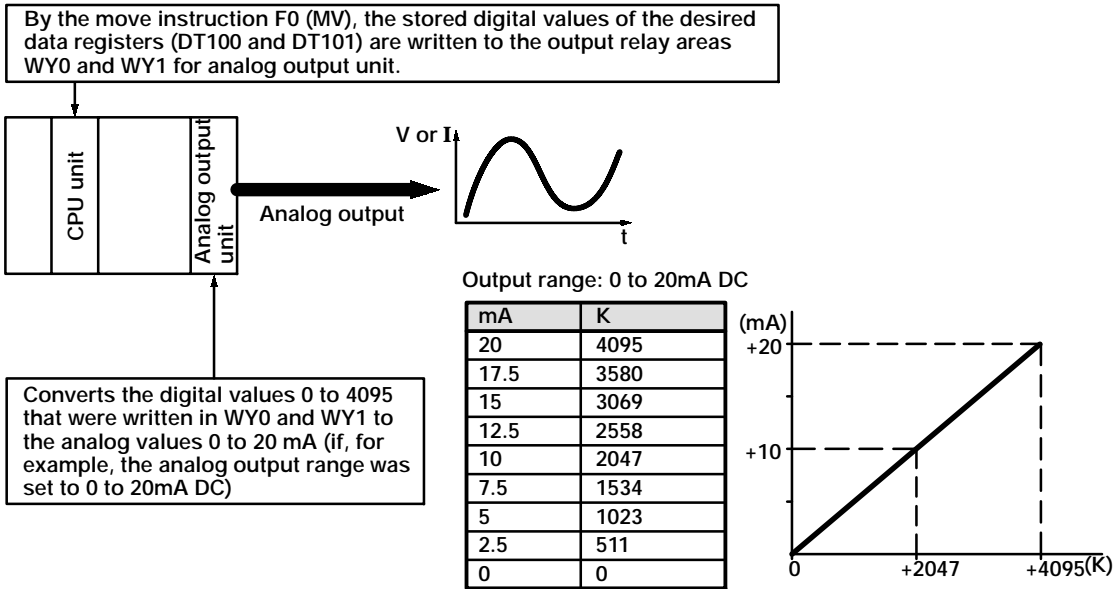 By the move instruction F0 (MV), the stored digital values of the desired
data registers (DT100 and DT101) are written to the output relay areas
WY0 and WY1 for analog output unit.
CPU unit
Analog output
unit
Analog output
V or I
t
Converts the digital values 0 to 4095
that were written in WY0 and WY1 to
the analog values 0 to 20 mA (if, for
example, the analog output range was
set to 0 to 20mA DC)
Output range: 0 to 20mA DC
mA K
20 4095
17.5 3580
15 3069
12.5 2558
10 2047
7.5 1534
5 1023
2.5 511
0 0
(mA)
+20
+10
0 +2047 +4095(K)